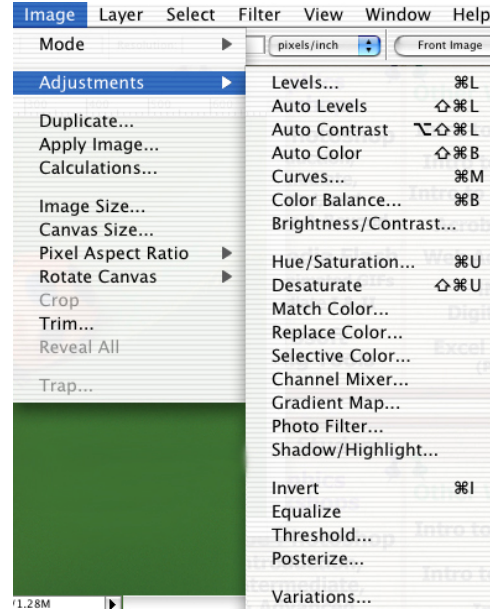 Image Layer Select Filter View Window Help
Mode
pixels/inch Front Image
Adjustments
Duplicate...
Apply Image...
Calculations...
Image Size...
Canvas Size...
Pixel Aspect Ratio
Rotate Canvas
Crop
Trim...
Reveal All
Trap...
Levels... ⌘L
Auto Levels ⇧⌘L
Auto Contrast ⌥⇧⌘L
Auto Color ⇧⌘B
Curves... ⌘M
Color Balance... ⌘B
Brightness/Contrast...
Hue/Saturation... ⌘U
Desaturate ⇧⌘U
Match Color...
Replace Color...
Selective Color...
Channel Mixer...
Gradient Map...
Photo Filter...
Shadow/Highlight...
Invert ⌘I
Equalize
Threshold...
Posterize...
Variations...
1.28M